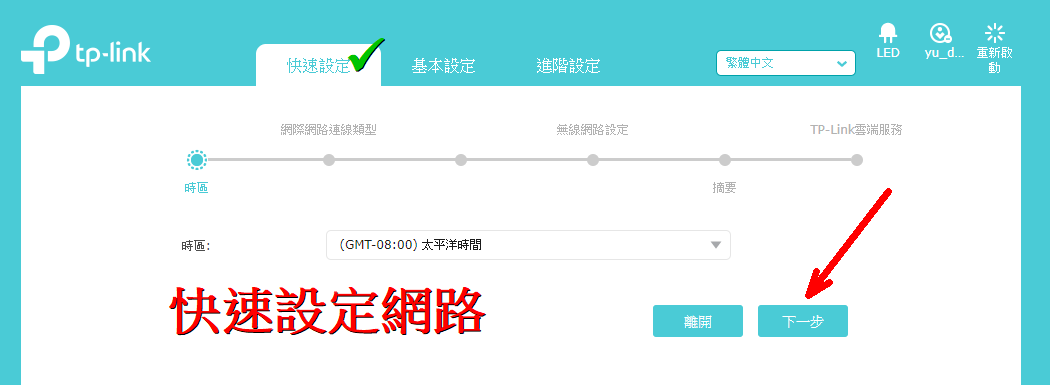 tp-link
快速設定
基本設定
進階設定
繁體中文
LED
yu_d...
重新啟
動
網際網路連線類型
無線網路設定
TP-Link雲端服務
時區
摘要
時區:
(GMT-08:00) 太平洋時間
快速設定網路
離開
下一步